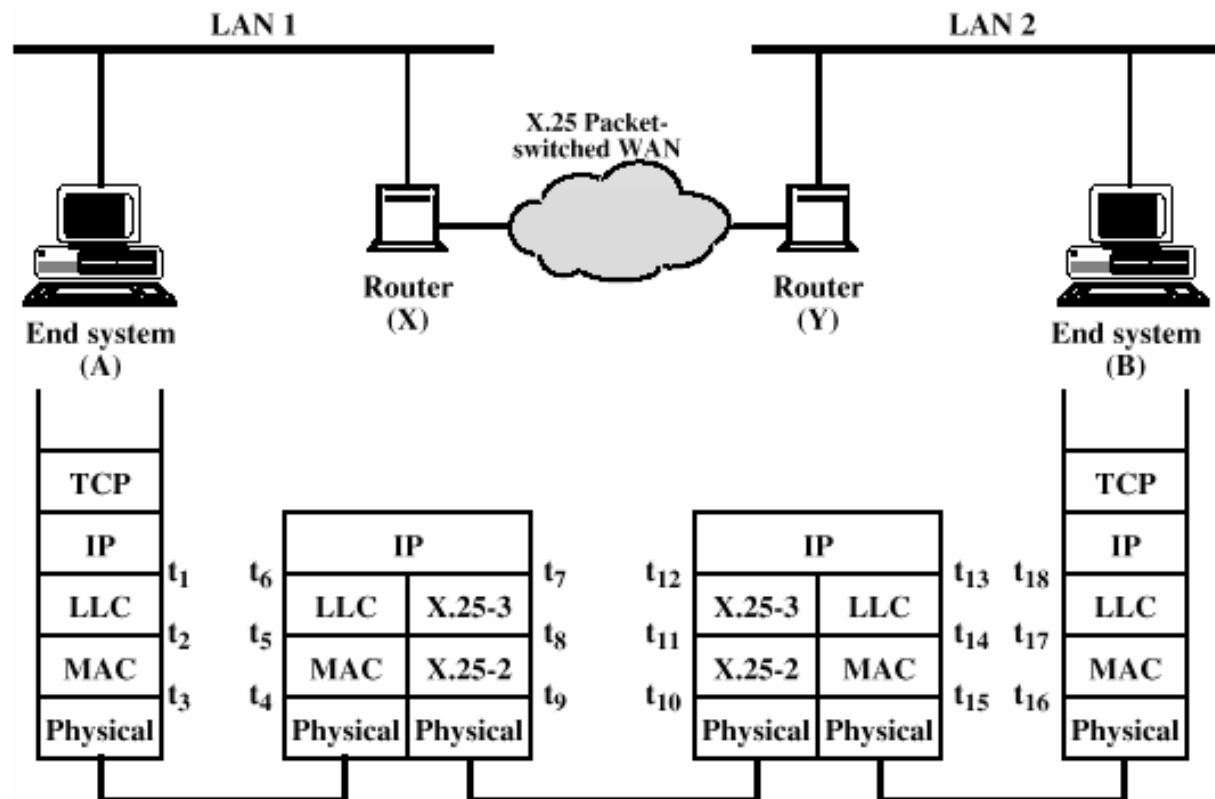 LAN 1
LAN 2
X.25 Packet-
switched WAN
Router
(X)
Router
(Y)
End system
(A)
End system
(B)
TCP
TCP
IP
IP
IP
IP
t1
t6
t7
t12
t13
t18
LLC
LLC
X.25-3
X.25-3
LLC
LLC
t2
t5
t8
t11
t14
t17
MAC
MAC
X.25-2
X.25-2
MAC
MAC
t3
t4
t9
t10
t15
t16
Physical
Physical
Physical
Physical
Physical
Physical